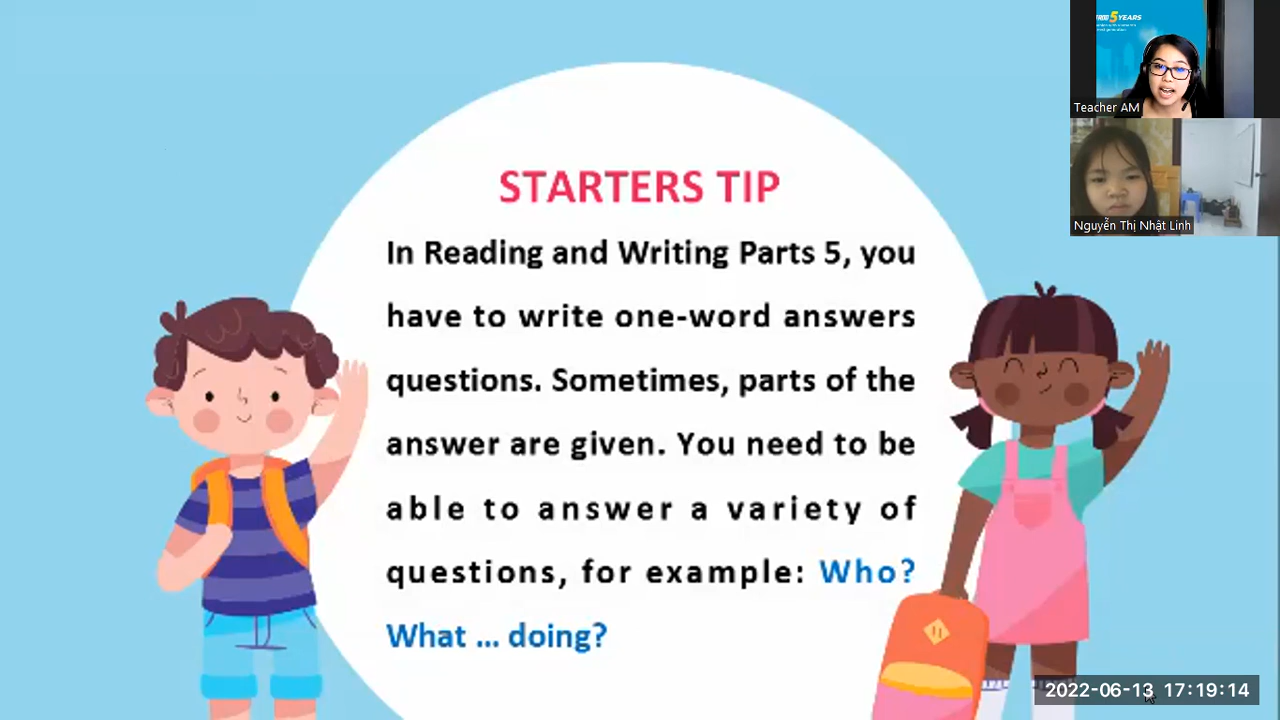 5 YEARS
Teacher AM
Nguyễn Thị Nhật Linh
STARTERS TIP
In Reading and Writing Parts 5, you
have to write one-word answers
questions. Sometimes, parts of the
answer are given. You need to be
able to answer a variety of
questions, for example: Who?
What ... doing?
2022-06-13 17:19:14